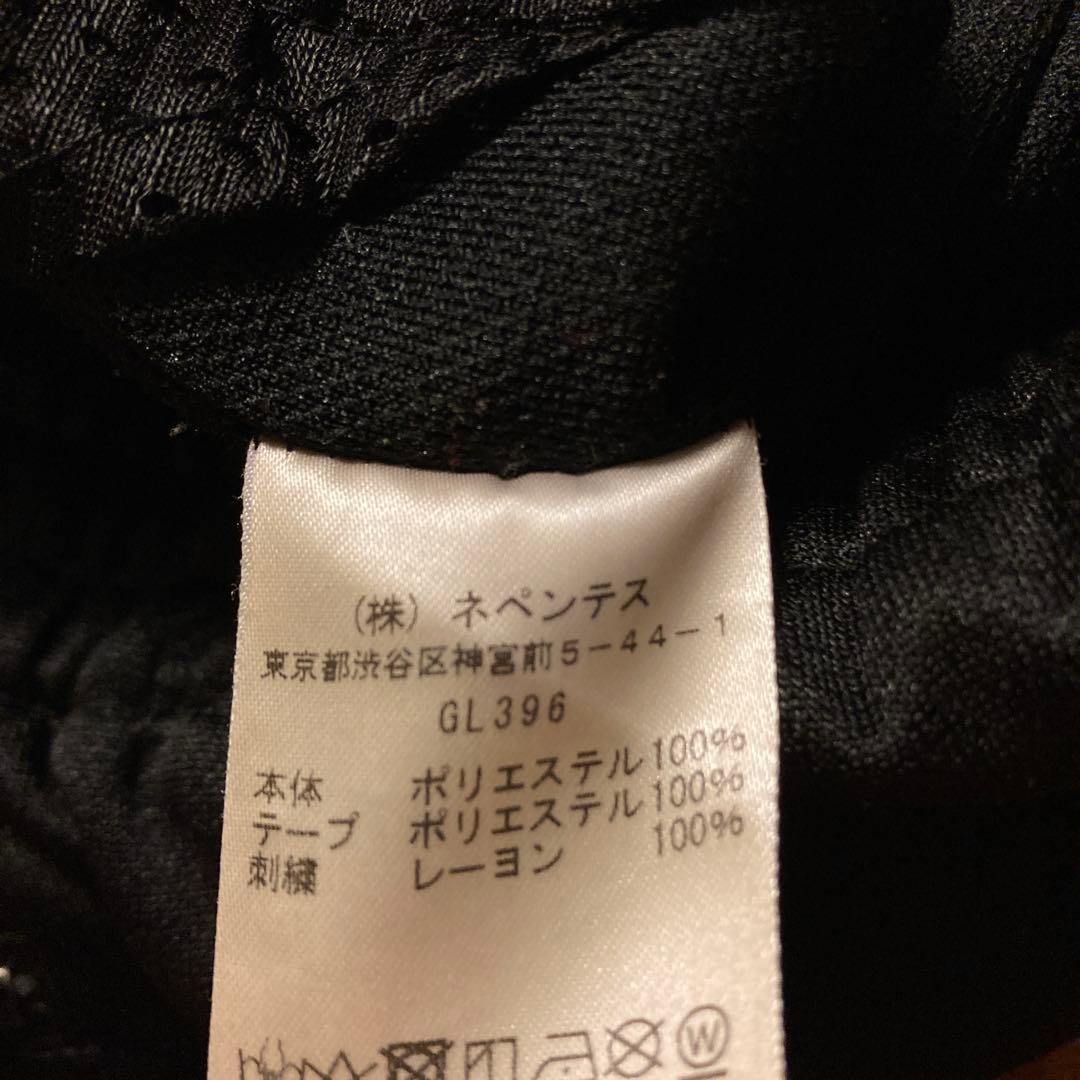 (株) ネペンテス
東京都渋谷区神宮前5-44-1
GL396
本体 ポリエステル100%
テープ ポリエステル100%
刺繍 レーヨン 100%
W